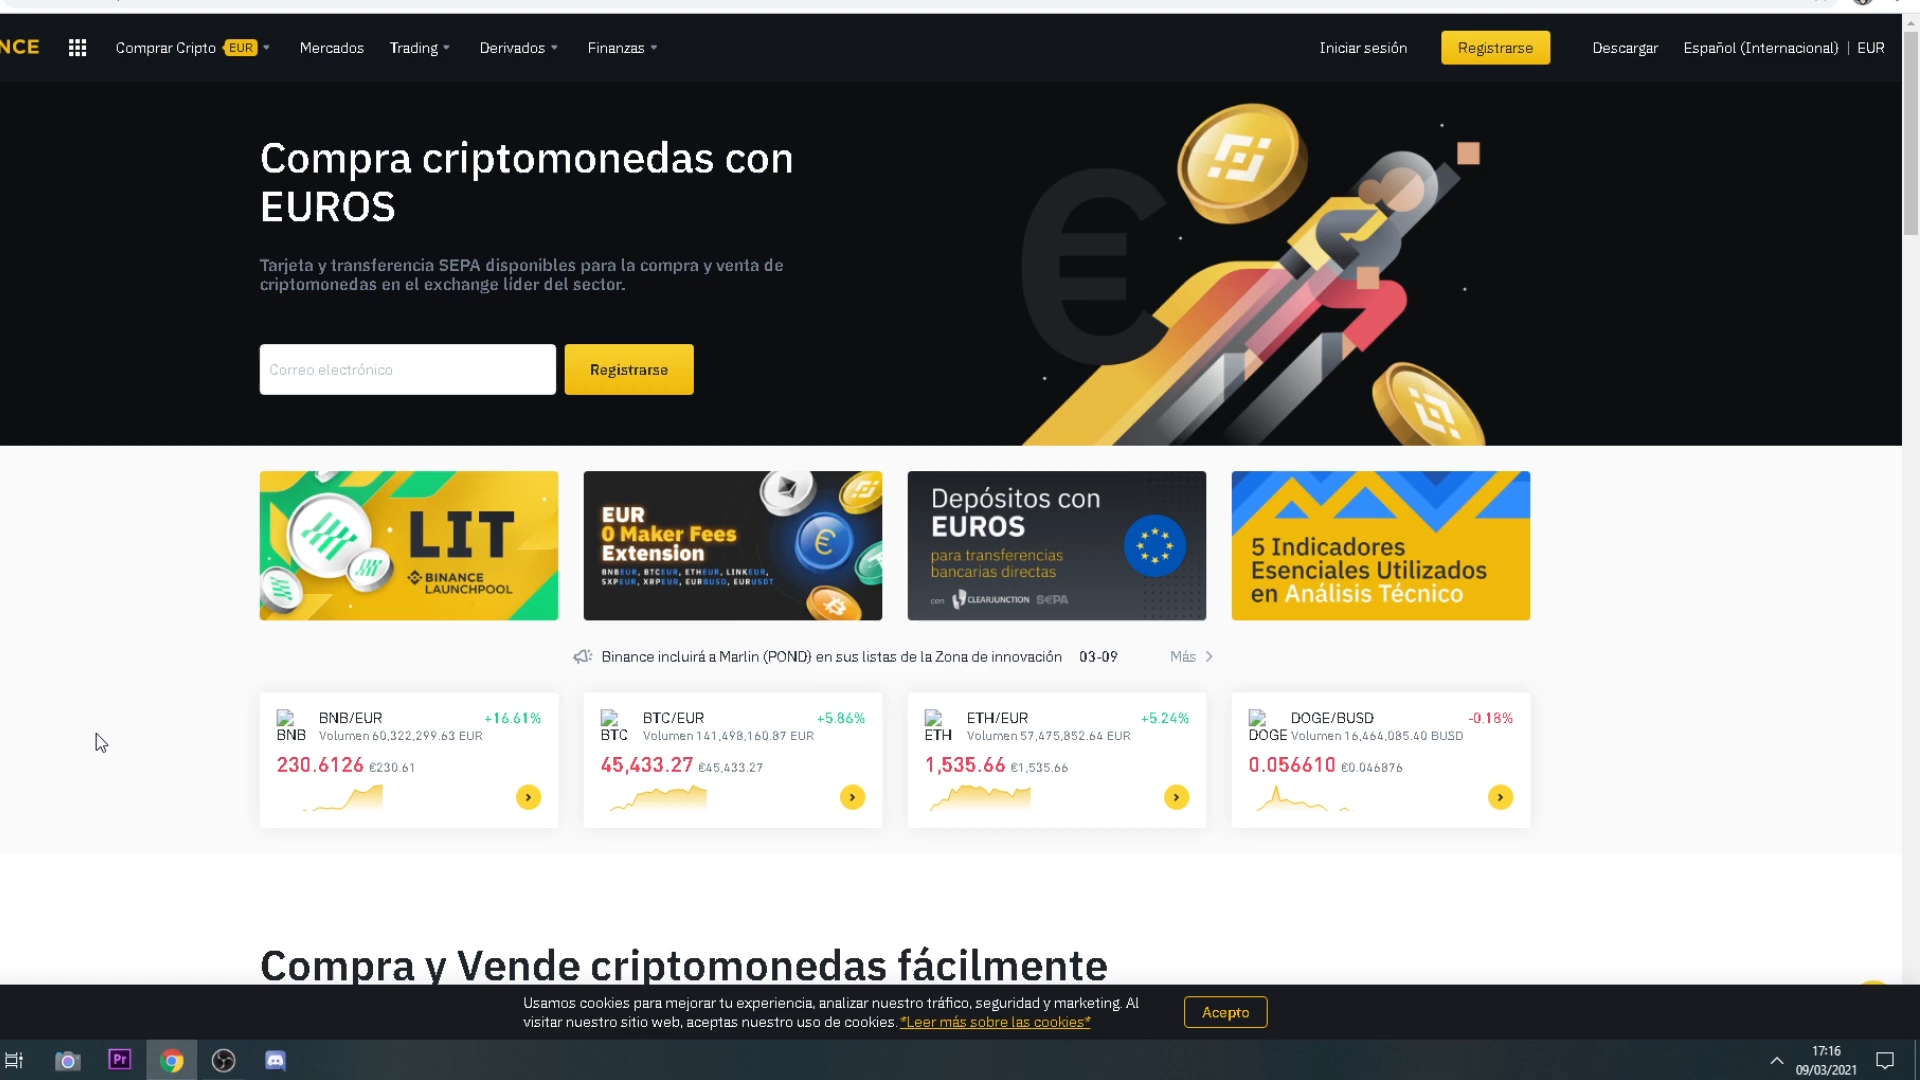 NCE
Comprar Cripto EUR
Mercados
Trading
Derivados
Finanzas
Iniciar sesión
Registrarse
Descargar
Español (Internacional) | EUR
Compra criptomonedas con
EUROS
Tarjeta y transferencia SEPA disponibles para la compra y venta de
criptomonedas en el exchange líder del sector.
Correo electrónico
Registrarse
LIT
BINANCE
LAUNCHPOOL
EUR
0 Maker Fees
Extension
BNBEUR, BTCEUR, ETHEUR, LINKEUR,
SXPEUR, XRPEUR, EURBUSD, EURUSDT
Depósitos con
EUROS
para transferencias
bancarias directas
con CLEARJUNCTION SEPA
5 Indicadores
Esenciales Utilizados
en Análisis Técnico
Binance incluirá a Marlin (POND) en sus listas de la Zona de innovación 03-09
Más
BNB BNB/EUR +16.61%
Volumen 60,322,299.63 EUR
230.6126 €230.61
BTC BTC/EUR +5.86%
Volumen 141,498,160.87 EUR
45,433.27 €45,433.27
ETH ETH/EUR +5.24%
Volumen 57,475,852.64 EUR
1,535.66 €1,535.66
DOGE DOGE/BUSD -0.18%
Volumen 16,464,085.40 BUSD
0.056610 €0.046876
Compra y Vende criptomonedas fácilmente
Usamos cookies para mejorar tu experiencia, analizar nuestro tráfico, seguridad y marketing. Al
visitar nuestro sitio web, aceptas nuestro uso de cookies. *Leer más sobre las cookies*
Acepto
Pr
17:16
09/03/2021